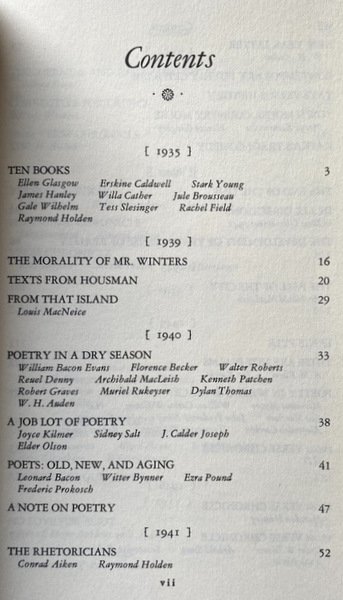 Contents
[ 1935 ]
TEN BOOKS 3
Ellen Glasgow Erskine Caldwell Stark Young
James Hanley Willa Cather Jule Brousseau
Gale Wilhelm Tess Slesinger Rachel Field
Raymond Holden
[ 1939 ]
THE MORALITY OF MR. WINTERS 16
TEXTS FROM HOUSMAN 20
FROM THAT ISLAND 29
Louis MacNeice
[ 1940 ]
POETRY IN A DRY SEASON 33
William Bacon Evans Florence Becker Walter Roberts
Reuel Denny Archibald MacLeish Kenneth Patchen
Robert Graves Muriel Rukeyser Dylan Thomas
W. H. Auden
A JOB LOT OF POETRY 38
Joyce Kilmer Sidney Salt J. Calder Joseph
Elder Olson
POETS: OLD, NEW, AND AGING 41
Leonard Bacon Witter Bynner Ezra Pound
Frederic Prokosch
A NOTE ON POETRY 47
[ 1941 ]
THE RHETORICIANS 52
Conrad Aiken Raymond Holden
vii